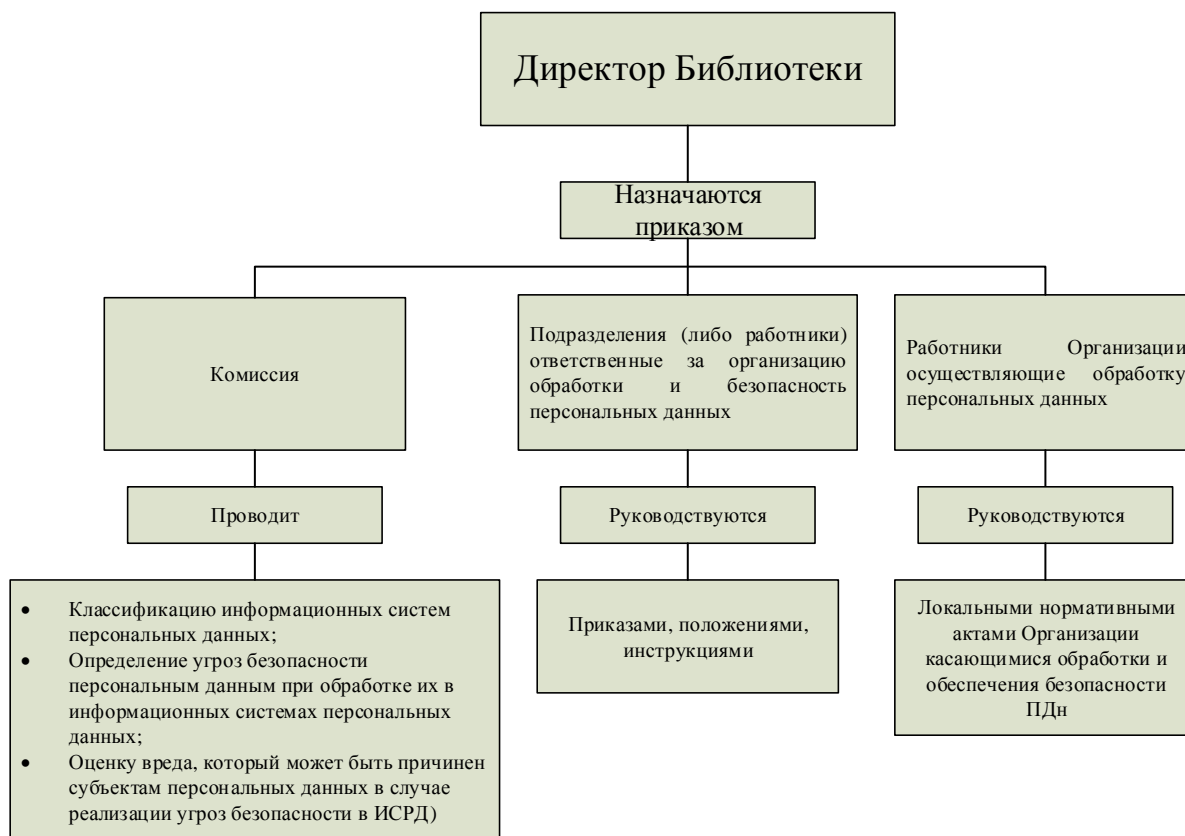 Директор Библиотеки
Назначаются
приказом
Комиссия
Подразделения (либо работники)
ответственные за организацию
обработки и безопасность
персональных данных
Работники Организации
осуществляющие обработку
персональных данных
Проводит
Руководствуются
Руководствуются
• Классификацию информационных систем
персональных данных;
• Определение угроз безопасности
персональным данным при обработке их в
информационных системах персональных
данных;
• Оценку вреда, который может быть причинен
субъектам персональных данных в случае
реализации угроз безопасности в ИСРД)
Приказами, положениями,
инструкциями
Локальными нормативными
актами Организации
касающимися обработки и
обеспечения безопасности
ПДн